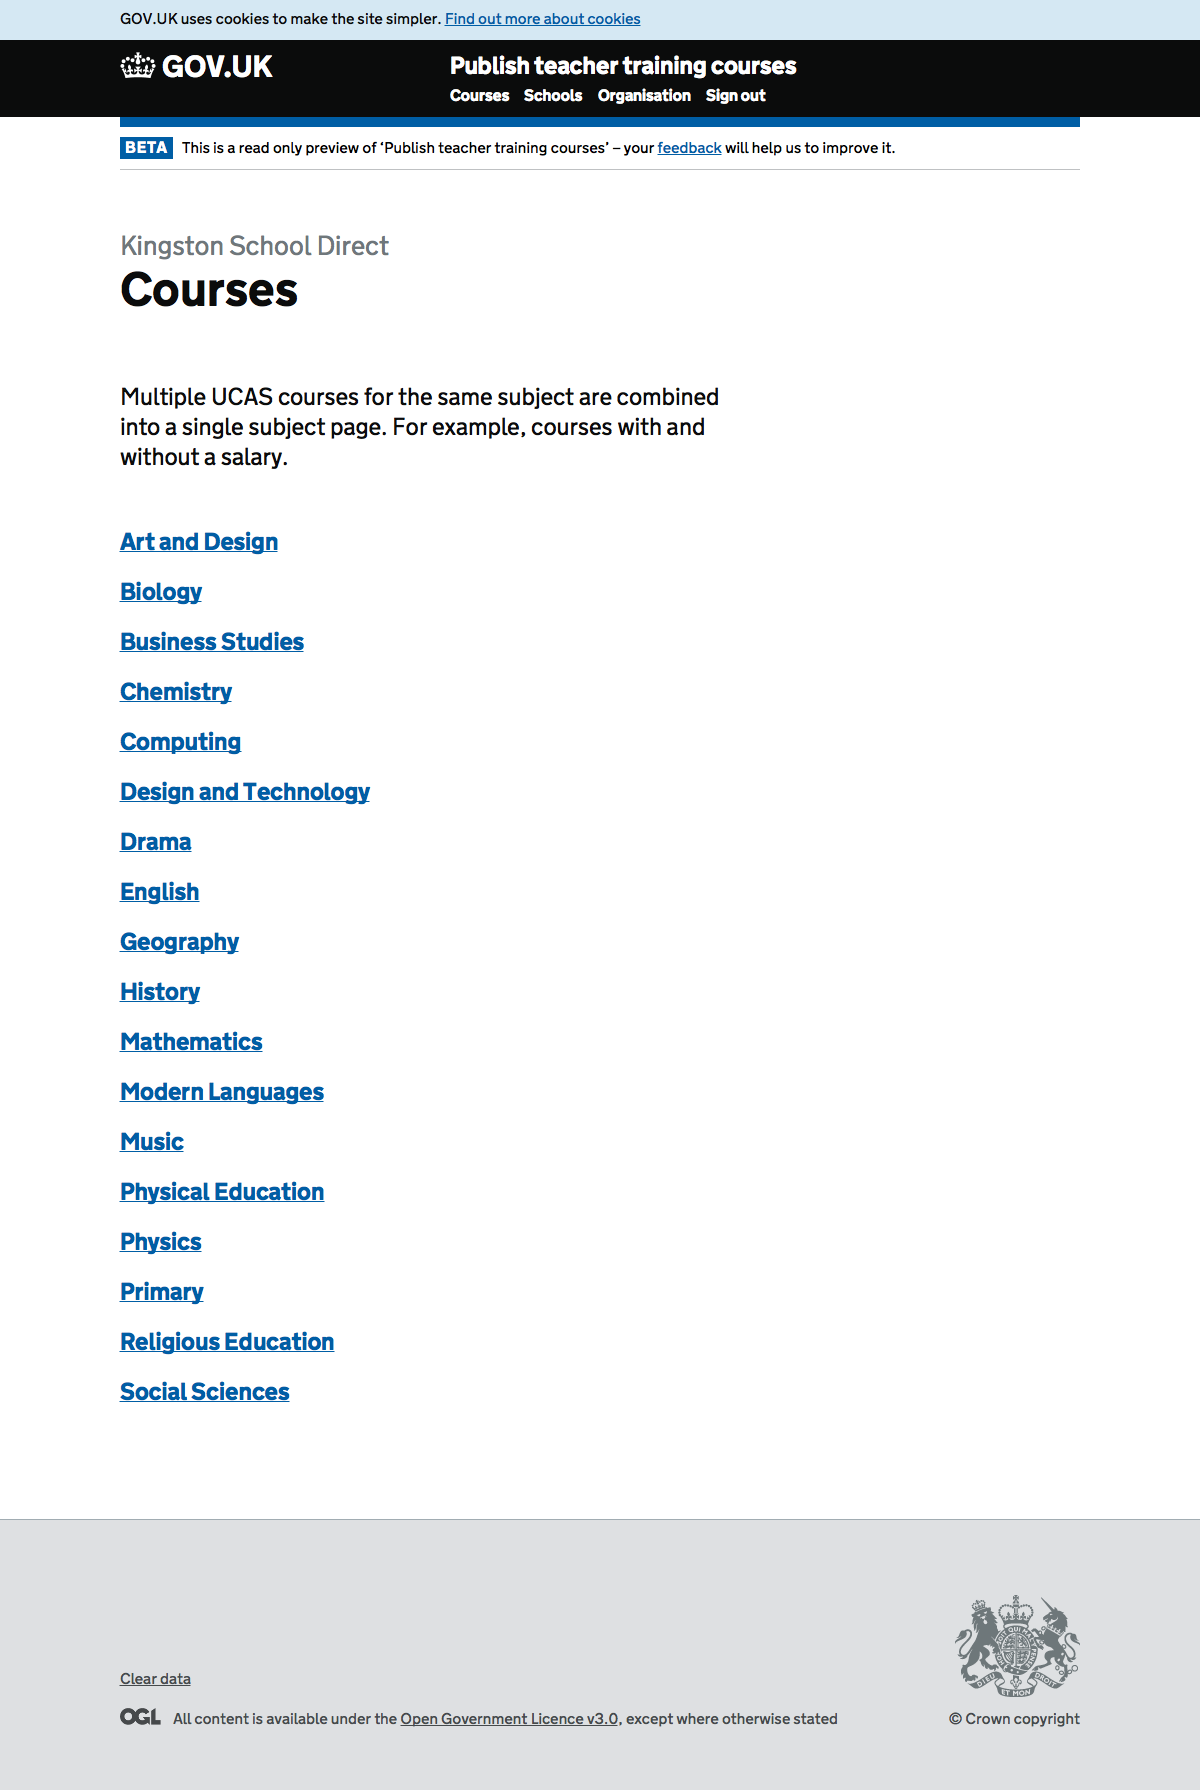 GOV.UK uses cookies to make the site simpler. Find out more about cookies
GOV.UK
Publish teacher training courses
Courses Schools Organisation Sign out
BETA This is a read only preview of ‘Publish teacher training courses’ – your feedback will help us to improve it.
Kingston School Direct
Courses
Multiple UCAS courses for the same subject are combined
into a single subject page. For example, courses with and
without a salary.
Art and Design
Biology
Business Studies
Chemistry
Computing
Design and Technology
Drama
English
Geography
History
Mathematics
Modern Languages
Music
Physical Education
Physics
Primary
Religious Education
Social Sciences
Clear data
OGL All content is available under the Open Government Licence v3.0, except where otherwise stated
DIEU ET MON DROIT
© Crown copyright